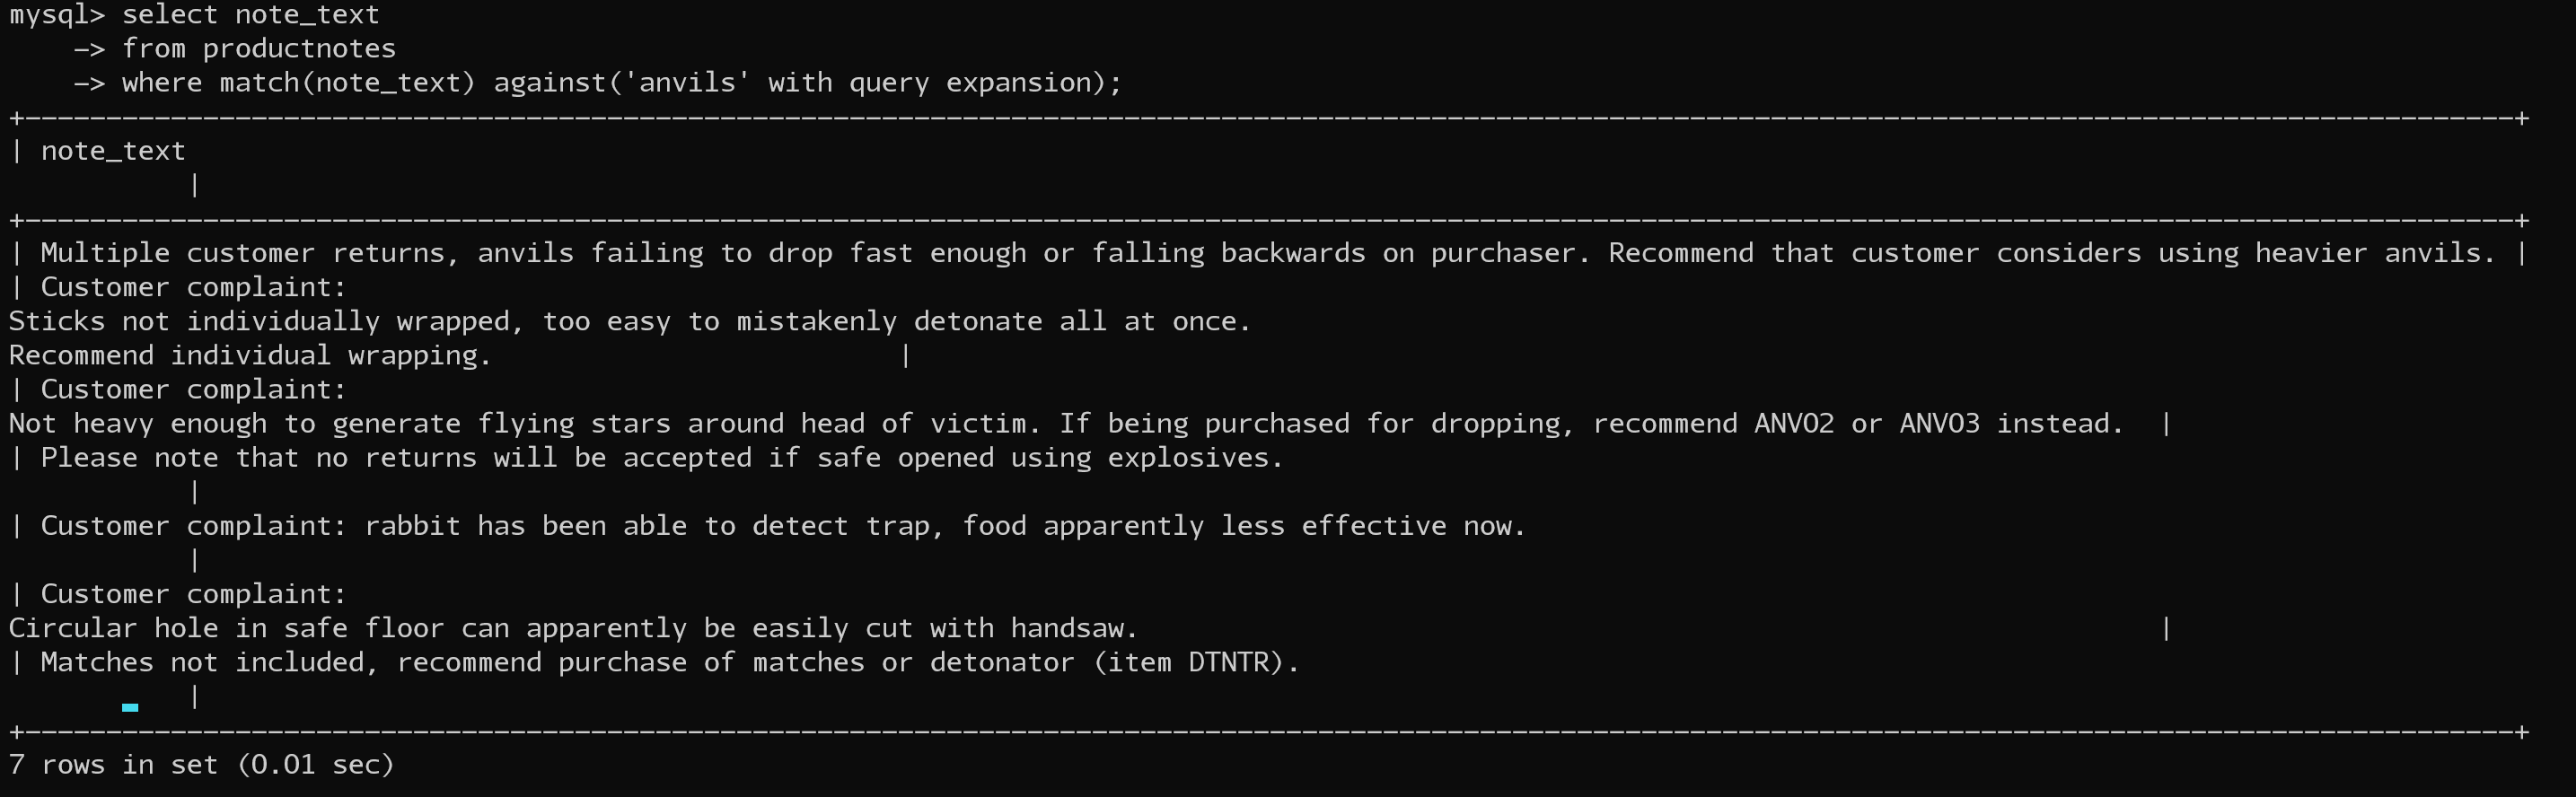 mysql> select note_text
    -> from productnotes
    -> where match(note_text) against('anvils' with query expansion);
+----------------------------------------------------------------------------------------------------------------------------------------------------------+
| note_text
           |
+----------------------------------------------------------------------------------------------------------------------------------------------------------+
| Multiple customer returns, anvils failing to drop fast enough or falling backwards on purchaser. Recommend that customer considers using heavier anvils. |
| Customer complaint:
Sticks not individually wrapped, too easy to mistakenly detonate all at once.
Recommend individual wrapping.                         |
| Customer complaint:
Not heavy enough to generate flying stars around head of victim. If being purchased for dropping, recommend ANV02 or ANV03 instead.  |
| Please note that no returns will be accepted if safe opened using explosives.
           |
| Customer complaint: rabbit has been able to detect trap, food apparently less effective now.
           |
| Customer complaint:
Circular hole in safe floor can apparently be easily cut with handsaw.                                                               |
| Matches not included, recommend purchase of matches or detonator (item DTNTR).
           |
+----------------------------------------------------------------------------------------------------------------------------------------------------------+
7 rows in set (0.01 sec)